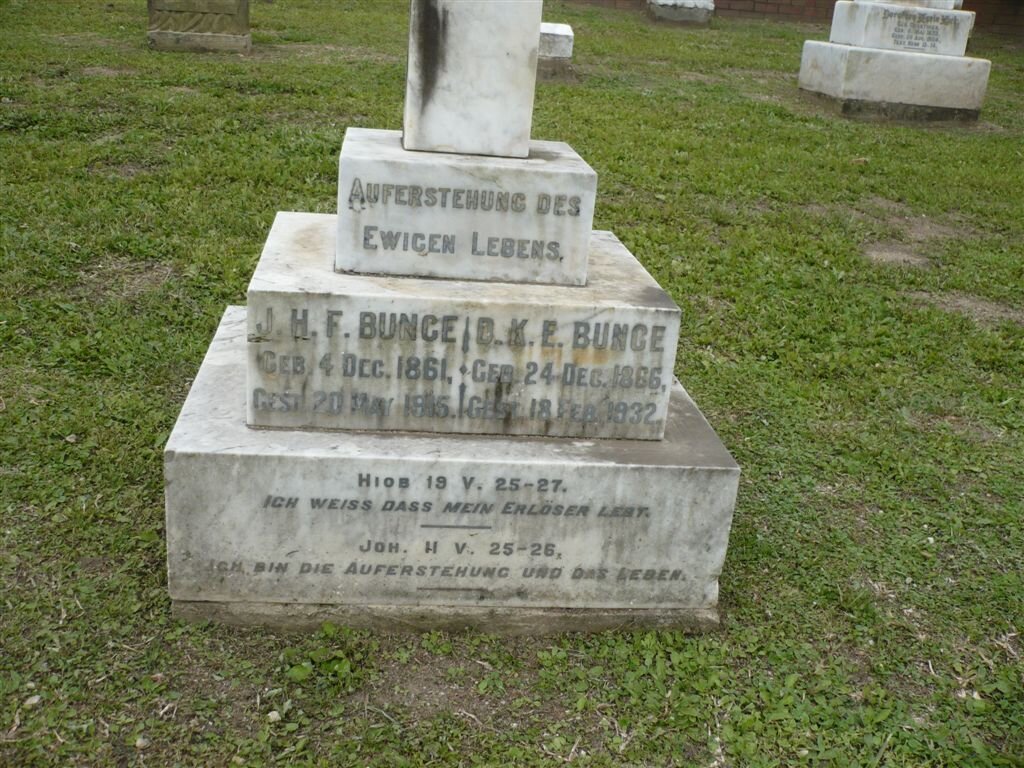 AUFERSTEHUNG DES
EWIGEN LEBENS.
J. H. F. BUNGE
GEB. 4 DEC. 1861,
GEST. 20 MAY 1915.
D. K. E. BUNGE
GEB. 24 DEC. 1866,
GEST. 18 FEB. 1932.
HIOB 19 V. 25-27.
ICH WEISS DASS MEIN ERLÖSER LEBT.
JOH. 11 V. 25-26.
ICH BIN DIE AUFERSTEHUNG UND DAS LEBEN.